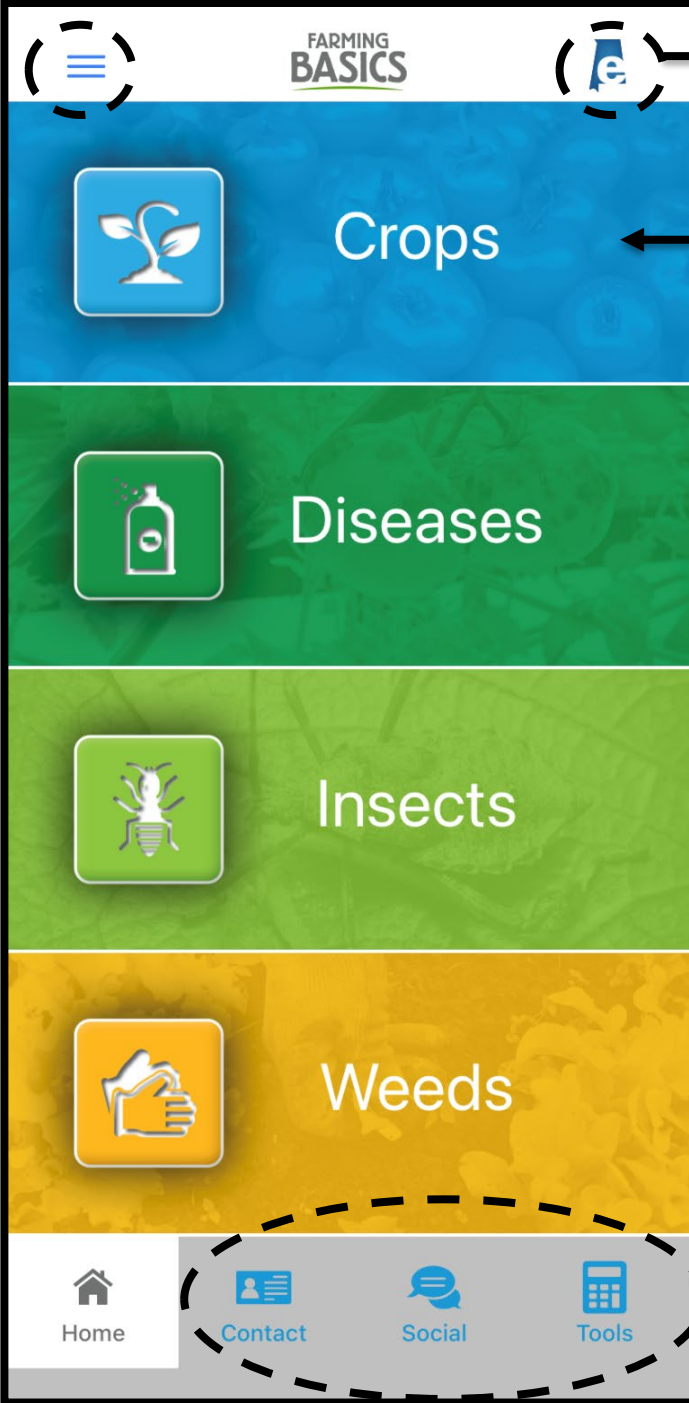 FARMING
BASICS
e
Crops
Diseases
Insects
Weeds
Home
Contact
Social
Tools